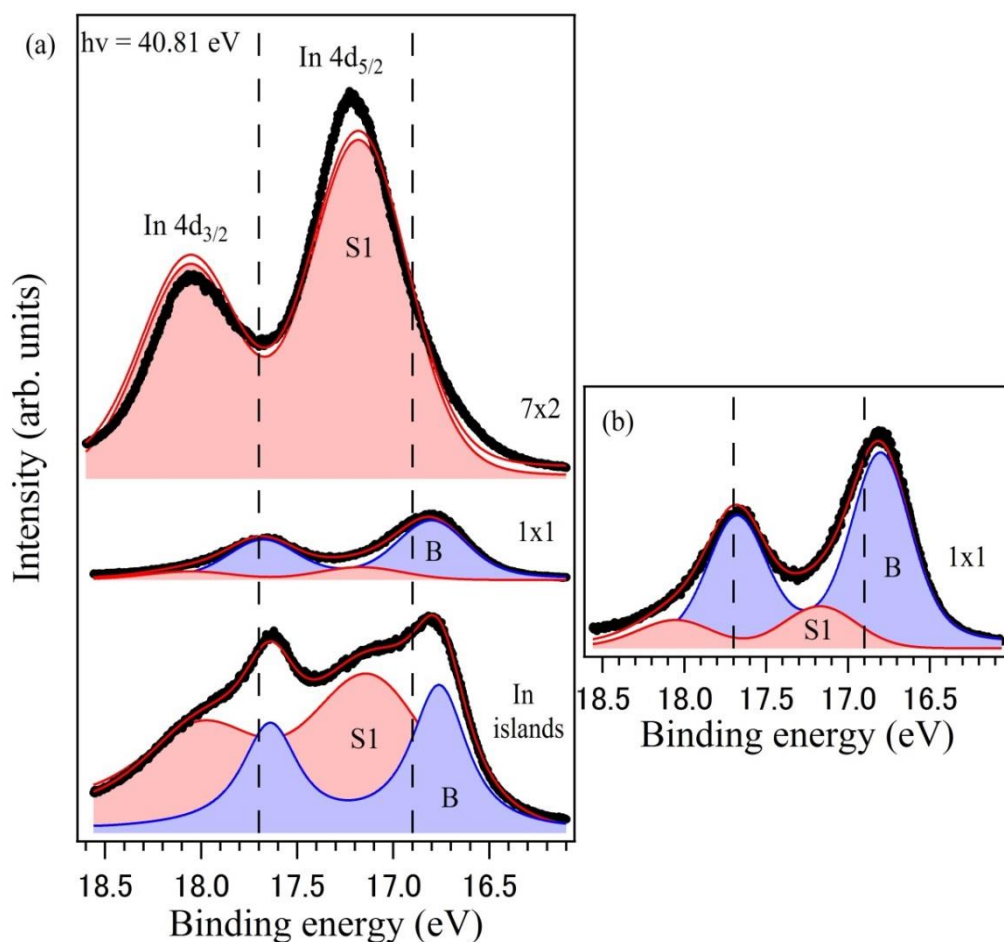 (a)
hν = 40.81 eV
In 4d5/2
In 4d3/2
S1
7x2
1x1
B
In
islands
S1
B
Intensity (arb. units)
18.5 18.0 17.5 17.0 16.5
Binding energy (eV)
(b)
1x1
B
S1
18.5 18.0 17.5 17.0 16.5
Binding energy (eV)